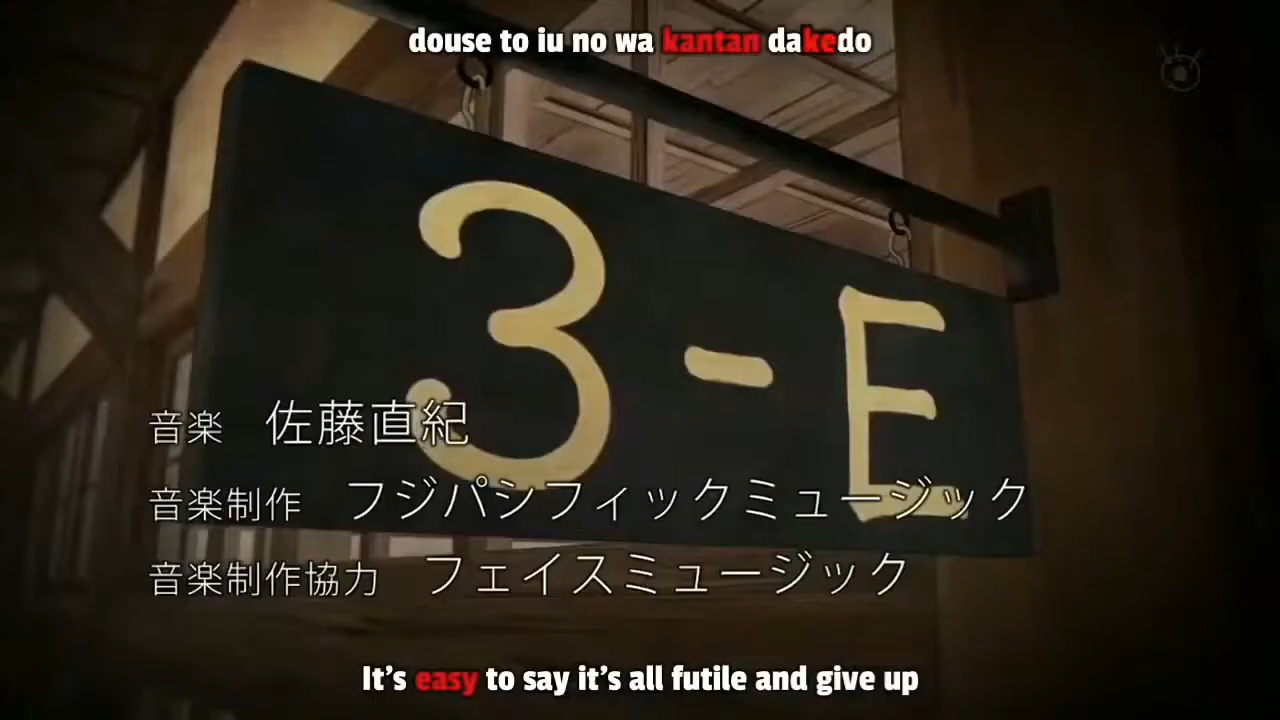 douse to iu no wa kantan dakedo
3-E
音楽 佐藤直紀
音楽制作 フジパシフィックミュージック
音楽制作協力 フェイスミュージック
It's easy to say it's all futile and give up